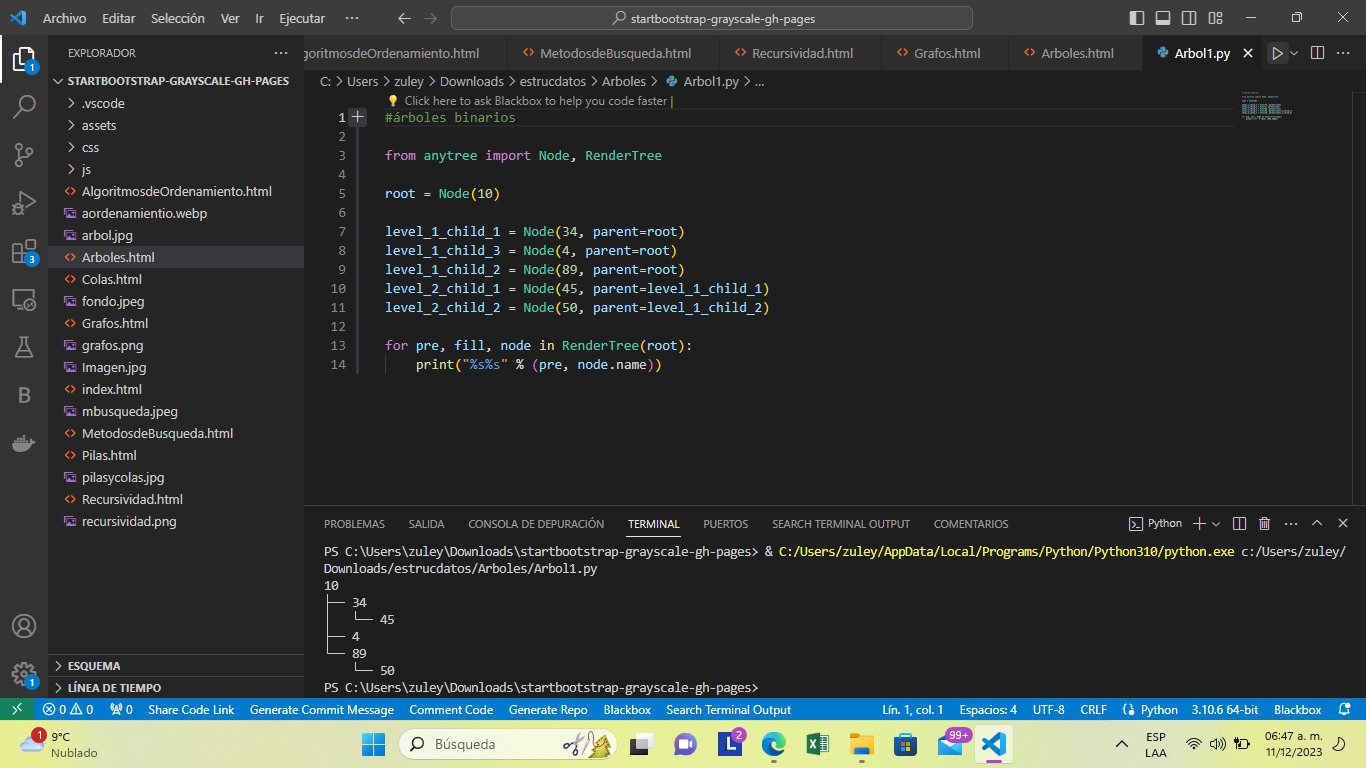 Archivo Editar Selección Ver Ir Ejecutar ··· startbootstrap-grayscale-gh-pages
EXPLORADOR ···
goritmosdeOrdenamiento.html MetodosdeBusqueda.html Recursividad.html Grafos.html Arboles.html Arbol1.py
STARTBOOTSTRAP-GRAYSCALE-GH-PAGES
.vscode
assets
css
js
AlgoritmosdeOrdenamiento.html
aordenamientio.webp
arbol.jpg
Arboles.html
Colas.html
fondo.jpeg
Grafos.html
grafos.png
Imagen.jpg
index.html
mbusqueda.jpeg
MetodosdeBusqueda.html
Pilas.html
pilasycolas.jpg
Recursividad.html
recursividad.png
ESQUEMA
LÍNEA DE TIEMPO
1
3
B
1
C: > Users > zuley > Downloads > estrucdatos > Arboles > Arbol1.py > ...
Click here to ask Blackbox to help you code faster |
1 #árboles binarios
2
3 from anytree import Node, RenderTree
4
5 root = Node(10)
6
7 level_1_child_1 = Node(34, parent=root)
8 level_1_child_3 = Node(4, parent=root)
9 level_1_child_2 = Node(89, parent=root)
10 level_2_child_1 = Node(45, parent=level_1_child_1)
11 level_2_child_2 = Node(50, parent=level_1_child_2)
12
13 for pre, fill, node in RenderTree(root):
14 print("%s%s" % (pre, node.name))
PROBLEMAS SALIDA CONSOLA DE DEPURACIÓN TERMINAL PUERTOS SEARCH TERMINAL OUTPUT COMENTARIOS Python
PS C:\Users\zuley\Downloads\startbootstrap-grayscale-gh-pages> & C:/Users/zuley/AppData/Local/Programs/Python/Python310/python.exe c:/Users/zuley/
Downloads/estrucdatos/Arboles/Arbol1.py
10
├── 34
│   └── 45
├── 4
└── 89
    └── 50
PS C:\Users\zuley\Downloads\startbootstrap-grayscale-gh-pages>
0 0 0 Share Code Link Generate Commit Message Comment Code Generate Repo Blackbox Search Terminal Output Lín. 1, col. 1 Espacios: 4 UTF-8 CRLF Python 3.10.6 64-bit Blackbox
1 9°C
Nublado
Búsqueda
L 2
99+
ESP
LAA
06:47 a. m.
11/12/2023